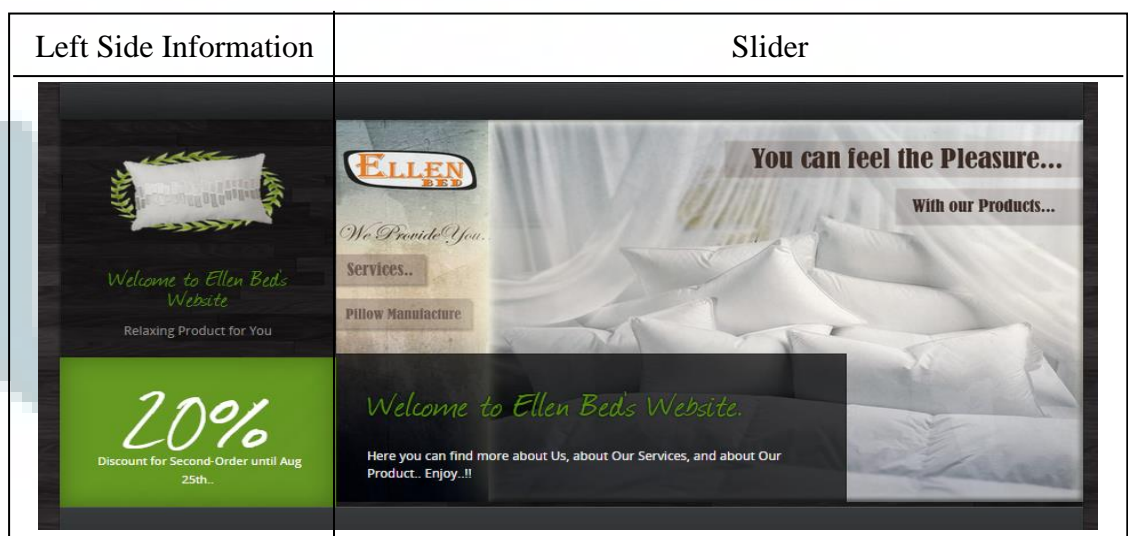 Left Side Information
Slider
Welcome to Ellen Bed's
Website
Relaxing Product for You
20%
Discount for Second-Order until Aug
25th..
ELLEN
BED
We Provide You..
Services..
Pillow Manufacture
You can feel the Pleasure...
With our Products...
Welcome to Ellen Bed's Website.
Here you can find more about Us, about Our Services, and about Our
Product.. Enjoy..!!